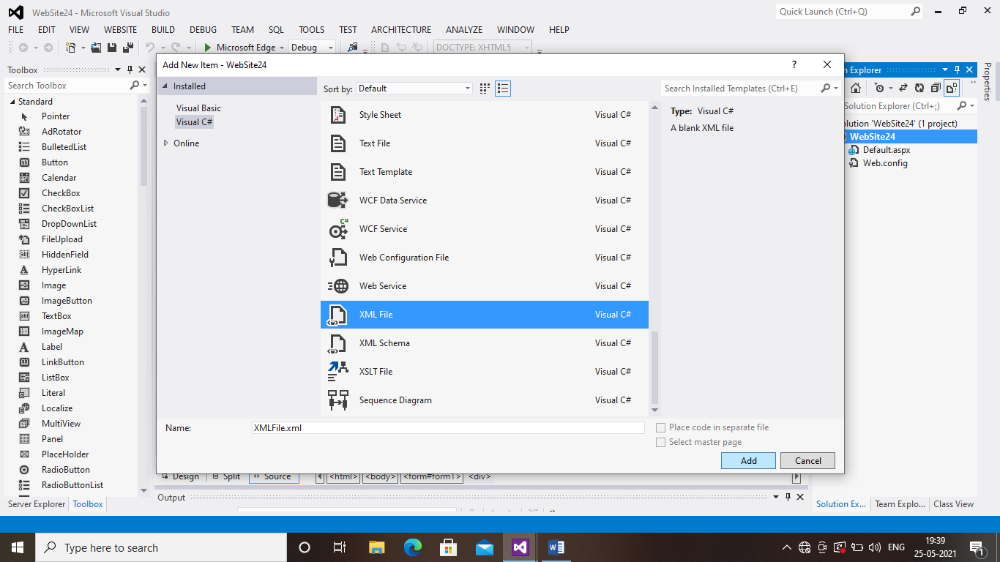 WebSite24 - Microsoft Visual Studio
Quick Launch (Ctrl+Q)
FILE EDIT VIEW WEBSITE BUILD DEBUG TEAM SQL TOOLS TEST ARCHITECTURE ANALYZE WINDOW HELP
Microsoft Edge Debug DOCTYPE: XHTML5
Toolbox
Search Toolbox
Standard
Pointer
AdRotator
BulletedList
Button
Calendar
CheckBox
CheckBoxList
DropDownList
FileUpload
HiddenField
HyperLink
Image
ImageButton
TextBox
ImageMap
Label
LinkButton
ListBox
Literal
Localize
MultiView
Panel
PlaceHolder
RadioButton
RadioButtonList
Server Explorer Toolbox
Add New Item - WebSite24
?
Installed
Visual Basic
Visual C#
Online
Sort by: Default
Search Installed Templates (Ctrl+E)
Style Sheet Visual C#
Text File Visual C#
Text Template Visual C#
WCF Data Service Visual C#
C#
WCF Service Visual C#
Web Configuration File Visual C#
Web Service Visual C#
XML File Visual C#
XML Schema Visual C#
XSLT File Visual C#
Sequence Diagram Visual C#
Type: Visual C#
A blank XML file
Name: XMLFile.xml
Place code in separate file
Select master page
Add Cancel
Design Split Source <html> <body> <form#form1> <div>
Output
n Explorer
Solution Explorer (Ctrl+;)
olution 'WebSite24' (1 project)
WebSite24
Default.aspx
Web.config
Properties
Solution Ex... Team Explo... Class View
Type here to search
ENG
19:39
25-05-2021
1